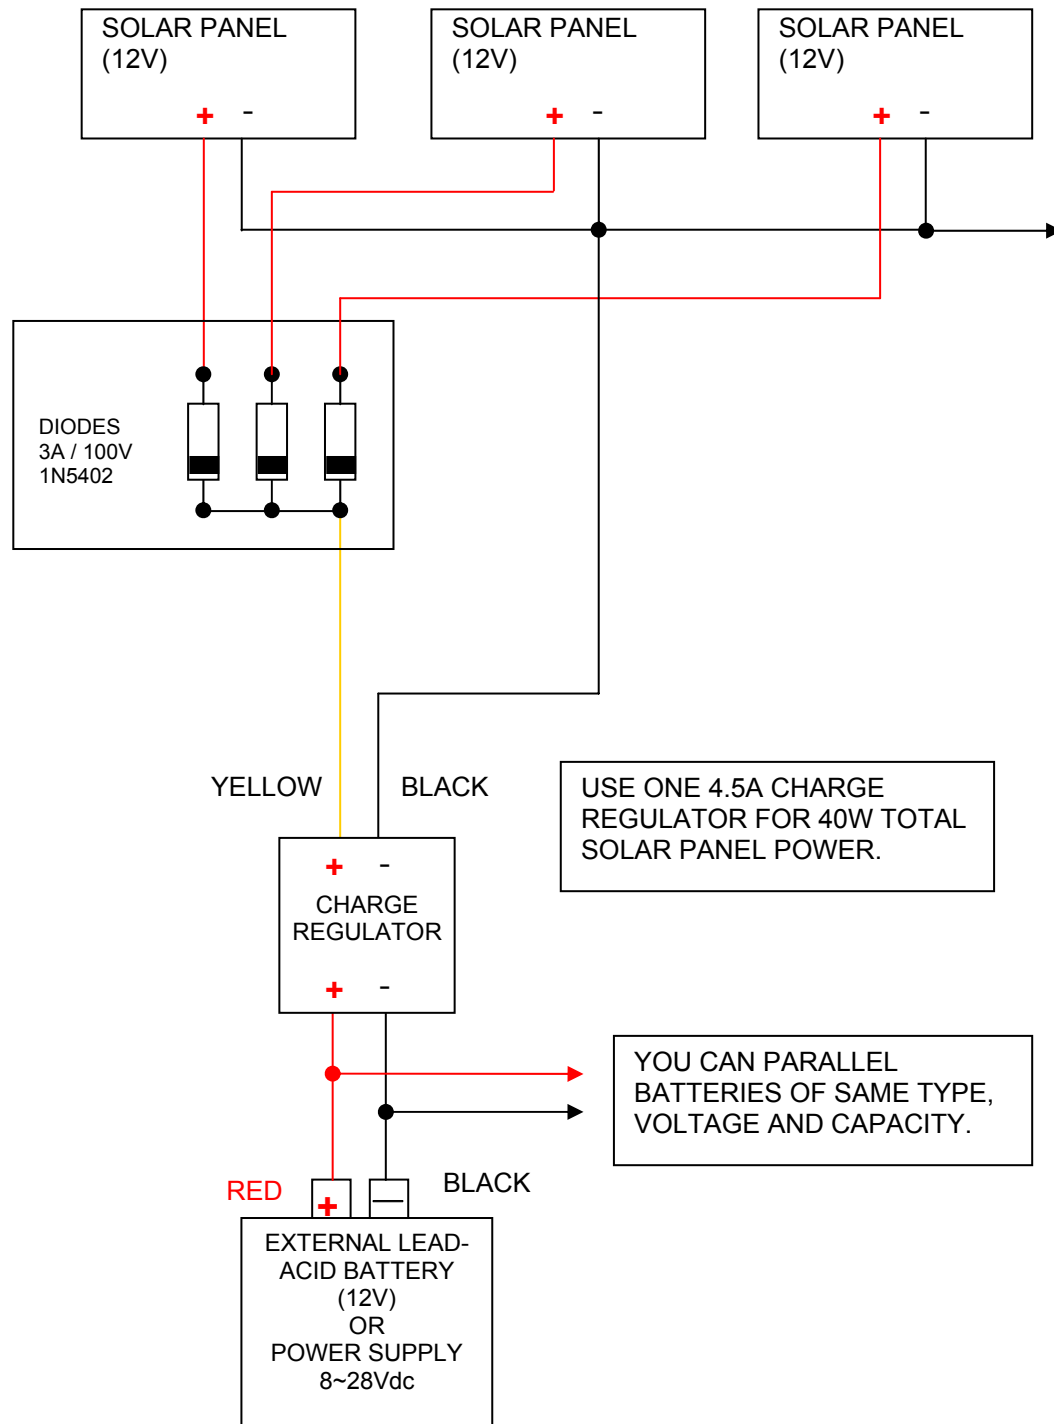 SOLAR PANEL
(12V)
+ -
SOLAR PANEL
(12V)
+ -
SOLAR PANEL
(12V)
+ -
DIODES
3A / 100V
1N5402
YELLOW
BLACK
USE ONE 4.5A CHARGE
REGULATOR FOR 40W TOTAL
SOLAR PANEL POWER.
+ -
CHARGE
REGULATOR
+ -
YOU CAN PARALLEL
BATTERIES OF SAME TYPE,
VOLTAGE AND CAPACITY.
RED
BLACK
+ —
EXTERNAL LEAD-
ACID BATTERY
(12V)
OR
POWER SUPPLY
8~28Vdc